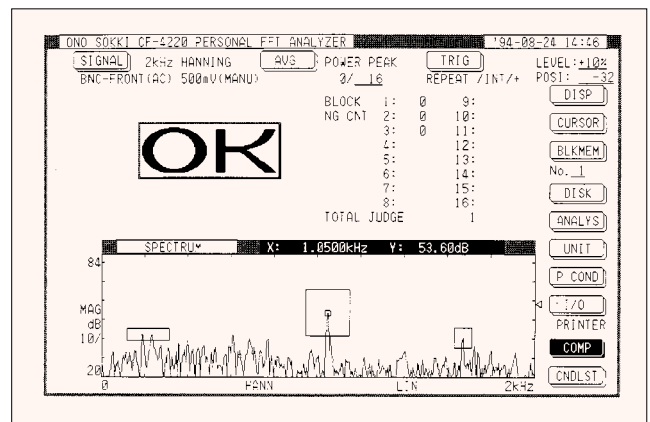 ONO SOKKI CF-4220 PERSONAL FFT ANALYZER '94-08-24 14:46
SIGNAL 2kHz HANNING AVG POWER PEAK TRIG LEVEL:+10%
BNC-FRONT(AC) 500mV(MANU) 0/ 16 REPEAT /INT/+ POSI: -32
DISP
BLOCK 1: 0 9:
NG CNT 2: 0 10:
3: 0 11:
4: 12:
5: 13:
6: 14:
7: 15:
8: 16:
TOTAL JUDGE 1
OK
CURSOR
BLKMEM
No. 1
DISK
ANALYS
UNIT
P COND
I/O
PRINTER
COMP
CNDLST
SPECTRUM X: 1.0500kHz Y: 53.60dB
84
MAG
dB
10/
20
0 HANN LIN 2kHz